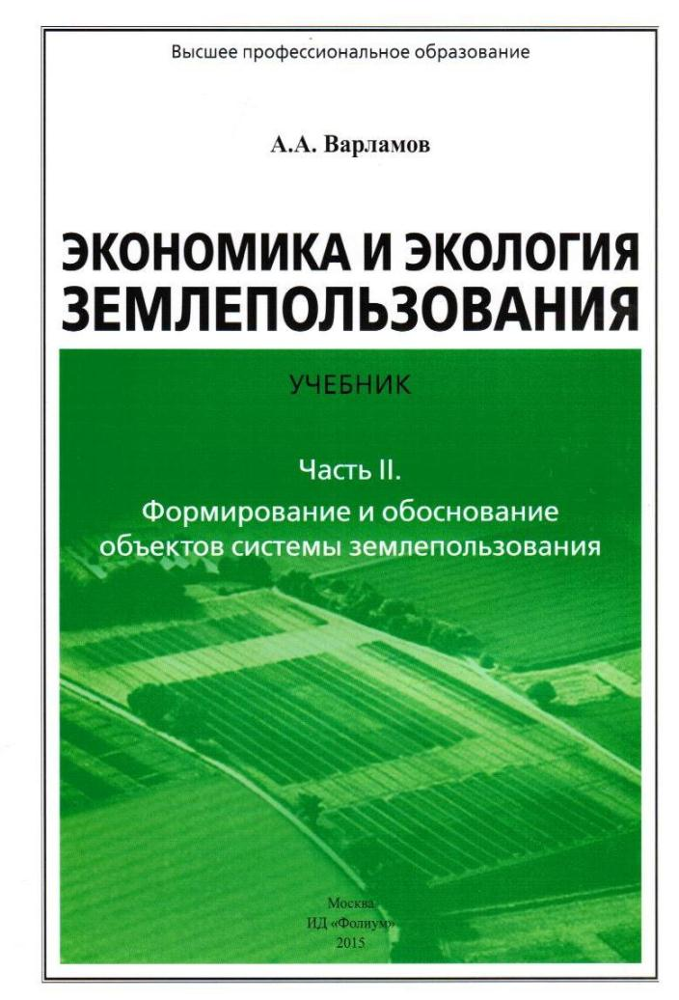 Высшее профессиональное образование
А.А. Варламов
ЭКОНОМИКА И ЭКОЛОГИЯ
ЗЕМЛЕПОЛЬЗОВАНИЯ
УЧЕБНИК
Часть II.
Формирование и обоснование
объектов системы землепользования
Москва
ИД «Фолиум»
2015